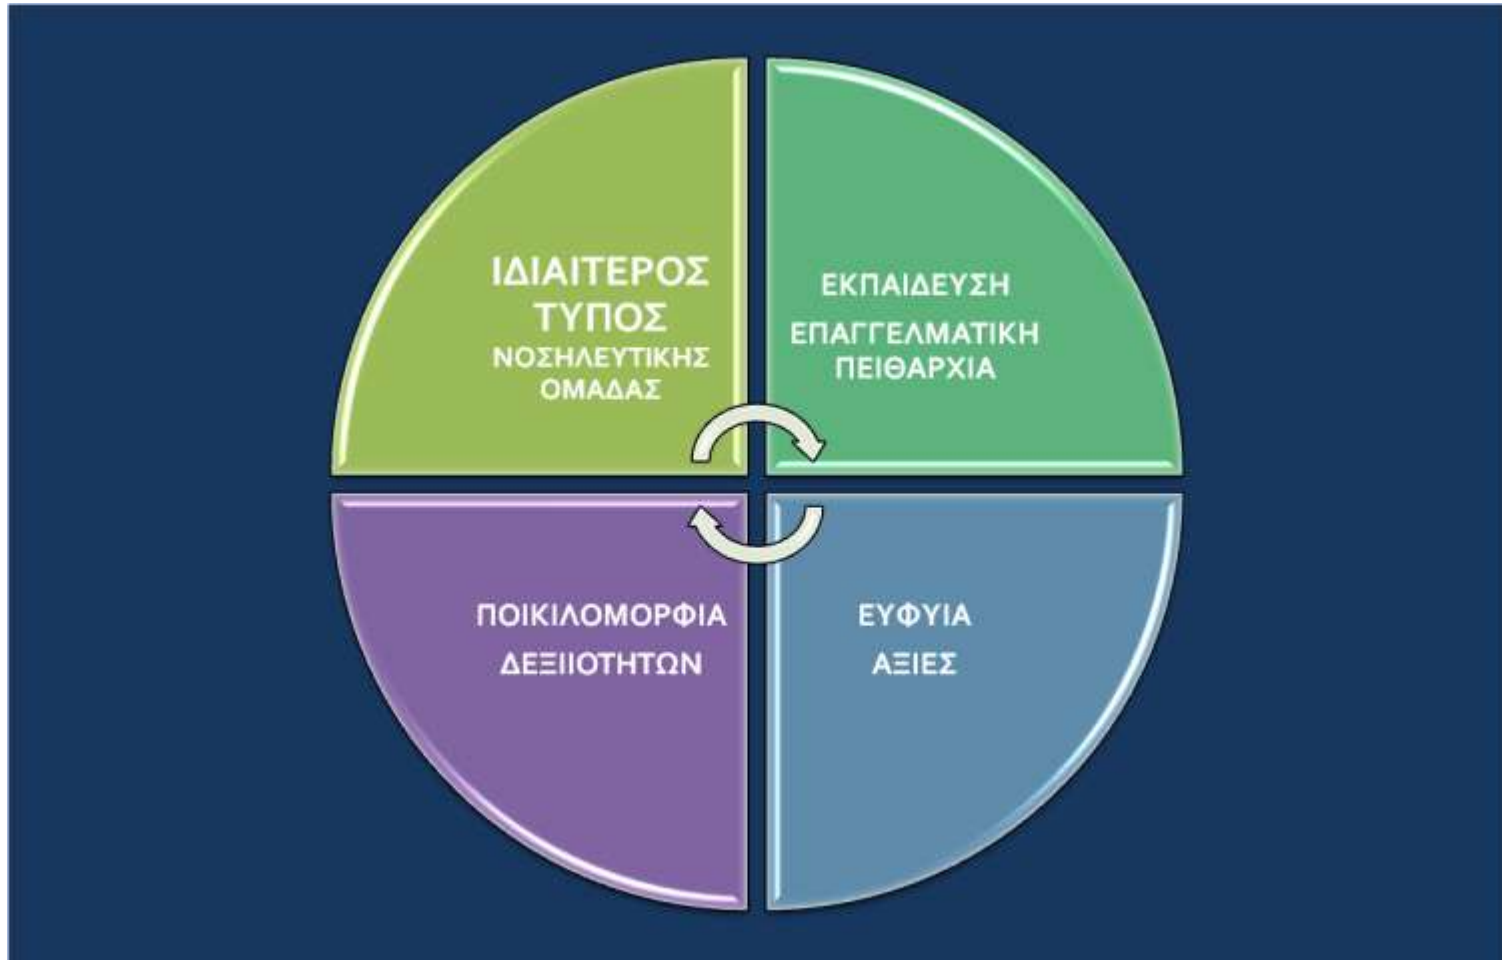 ΙΔΙΑΙΤΕΡΟΣ
ΤΥΠΟΣ
ΝΟΣΗΛΕΥΤΙΚΗΣ
ΟΜΑΔΑΣ
ΕΚΠΑΙΔΕΥΣΗ
ΕΠΑΓΓΕΛΜΑΤΙΚΗ
ΠΕΙΘΑΡΧΙΑ
ΠΟΙΚΙΛΟΜΟΡΦΙΑ
ΔΕΞΙΙΟΤΗΤΩΝ
ΕΥΦΥΙΑ
ΑΞΙΕΣ